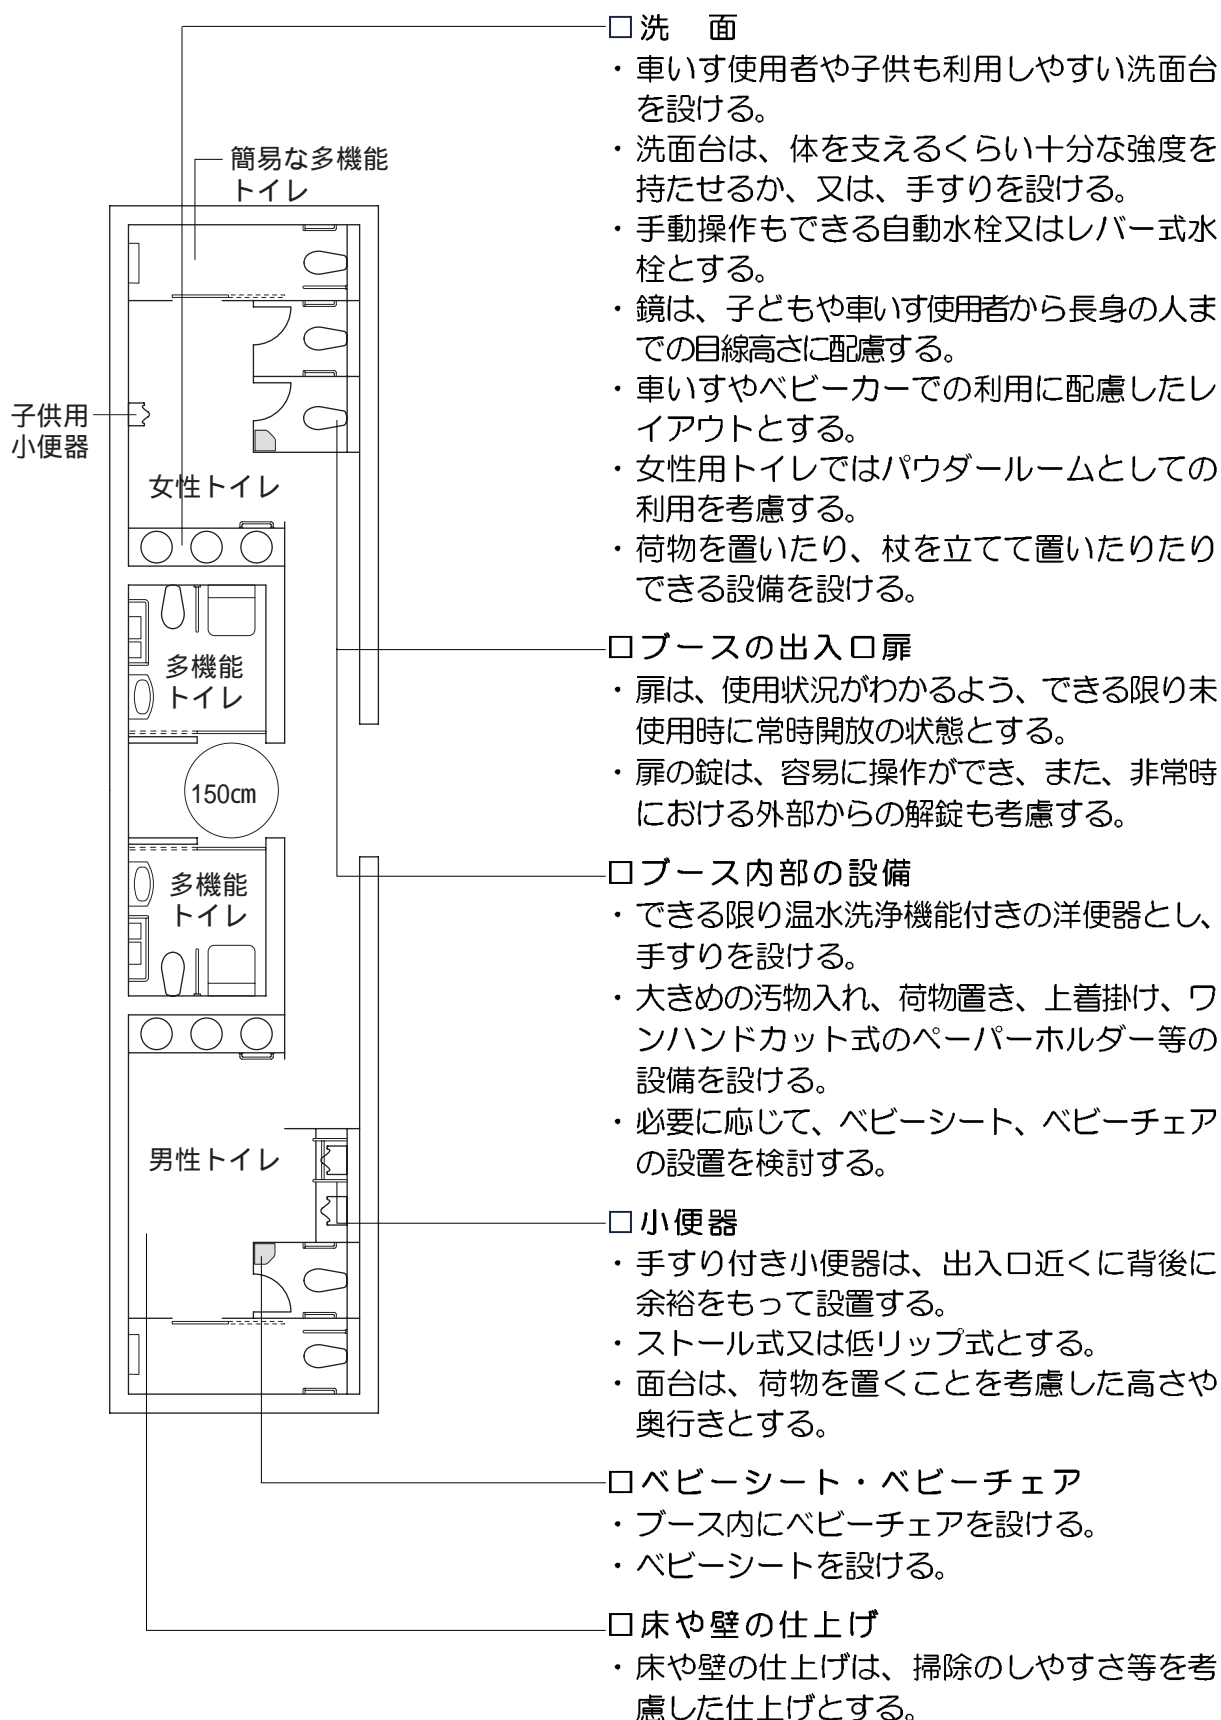 簡易な多機能
トイレ
子供用
小便器
女性トイレ
多機能
トイレ
150cm
多機能
トイレ
男性トイレ
□洗　面
・車いす使用者や子供も利用しやすい洗面台
を設ける。
・洗面台は、体を支えるくらい十分な強度を
持たせるか、又は、手すりを設ける。
・手動操作もできる自動水栓又はレバー式水
栓とする。
・鏡は、子どもや車いす使用者から長身の人ま
での目線高さに配慮する。
・車いすやベビーカーでの利用に配慮したレ
イアウトとする。
・女性用トイレではパウダールームとしての
利用を考慮する。
・荷物を置いたり、杖を立てて置いたりたり
できる設備を設ける。
□ブースの出入口扉
・扉は、使用状況がわかるよう、できる限り未
使用時に常時開放の状態とする。
・扉の錠は、容易に操作ができ、また、非常時
における外部からの解錠も考慮する。
□ブース内部の設備
・できる限り温水洗浄機能付きの洋便器とし、
手すりを設ける。
・大きめの汚物入れ、荷物置き、上着掛け、ワ
ンハンドカット式のペーパーホルダー等の
設備を設ける。
・必要に応じて、ベビーシート、ベビーチェア
の設置を検討する。
□小便器
・手すり付き小便器は、出入口近くに背後に
余裕をもって設置する。
・ストール式又は低リップ式とする。
・面台は、荷物を置くことを考慮した高さや
奥行きとする。
□ベビーシート・ベビーチェア
・ブース内にベビーチェアを設ける。
・ベビーシートを設ける。
□床や壁の仕上げ
・床や壁の仕上げは、掃除のしやすさ等を考
慮した仕上げとする。